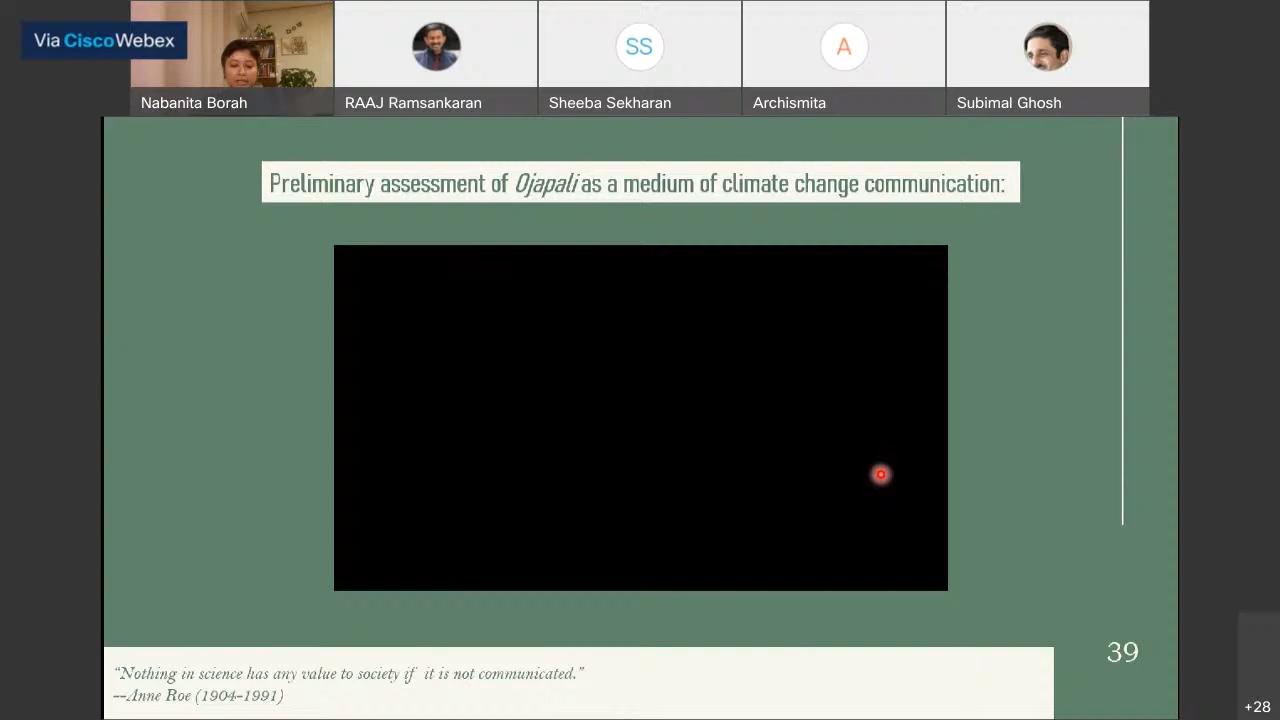 Via Cisco Webex
SS
A
Nabanita Borah
RAAJ Ramsankaran
Sheeba Sekharan
Archismita
Subimal Ghosh
Preliminary assessment of Ojapali as a medium of climate change communication:
39
“Nothing in science has any value to society if it is not communicated.”
--Anne Roe (1904-1991)
+28